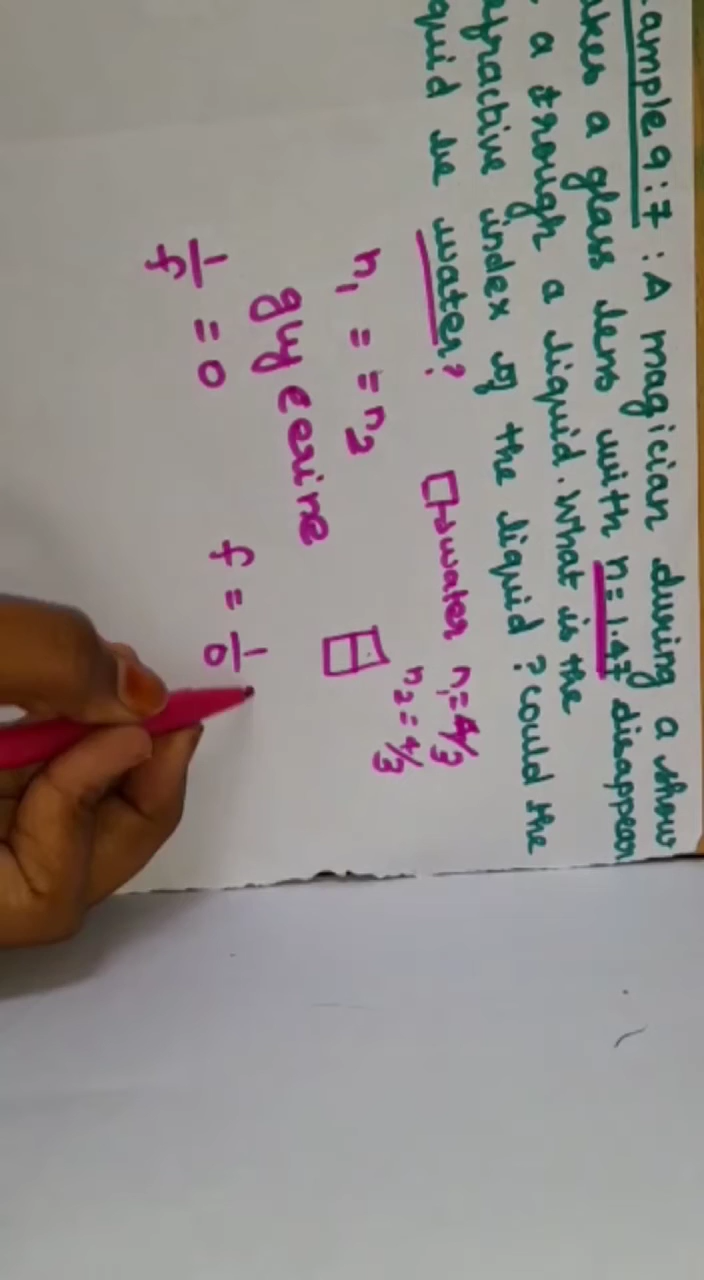 ample 9:7 : A magician during a show
akes a glass lens with n = 1.47 disappear
a trough a liquid. What is the
efractive index of the liquid ? could the
quid be water?
water n₁ = 4/3
n₂ = 4/3
n₁ = = n₂
glycerine
1/f = 0
f = 1/0